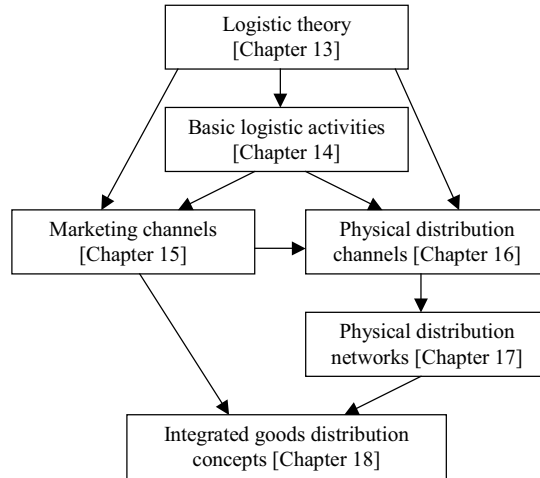 Logistic theory
[Chapter 13]
Basic logistic activities
[Chapter 14]
Marketing channels
[Chapter 15]
Physical distribution
channels [Chapter 16]
Physical distribution
networks [Chapter 17]
Integrated goods distribution
concepts [Chapter 18]